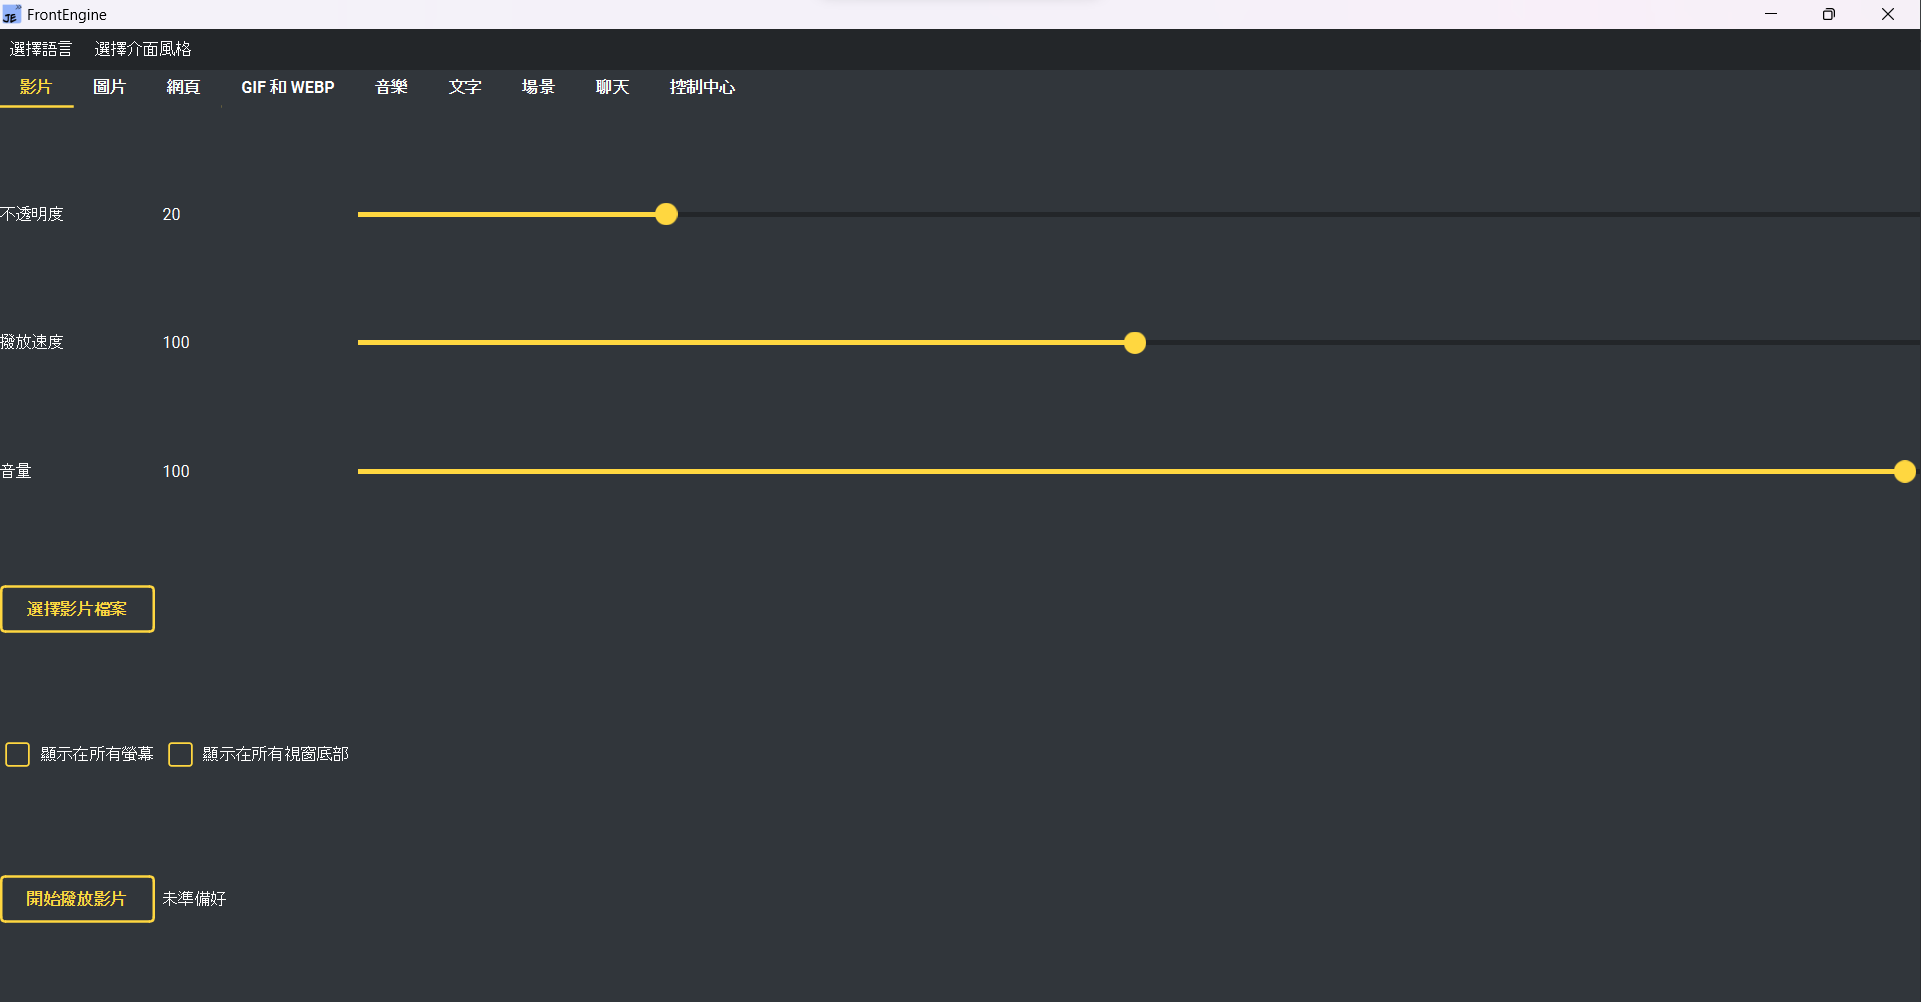 FrontEngine
選擇語言 選擇介面風格
影片 圖片 網頁 GIF 和 WEBP 音樂 文字 場景 聊天 控制中心
不透明度 20
撥放速度 100
音量 100
選擇影片檔案
顯示在所有螢幕 顯示在所有視窗底部
開始撥放影片 未準備好